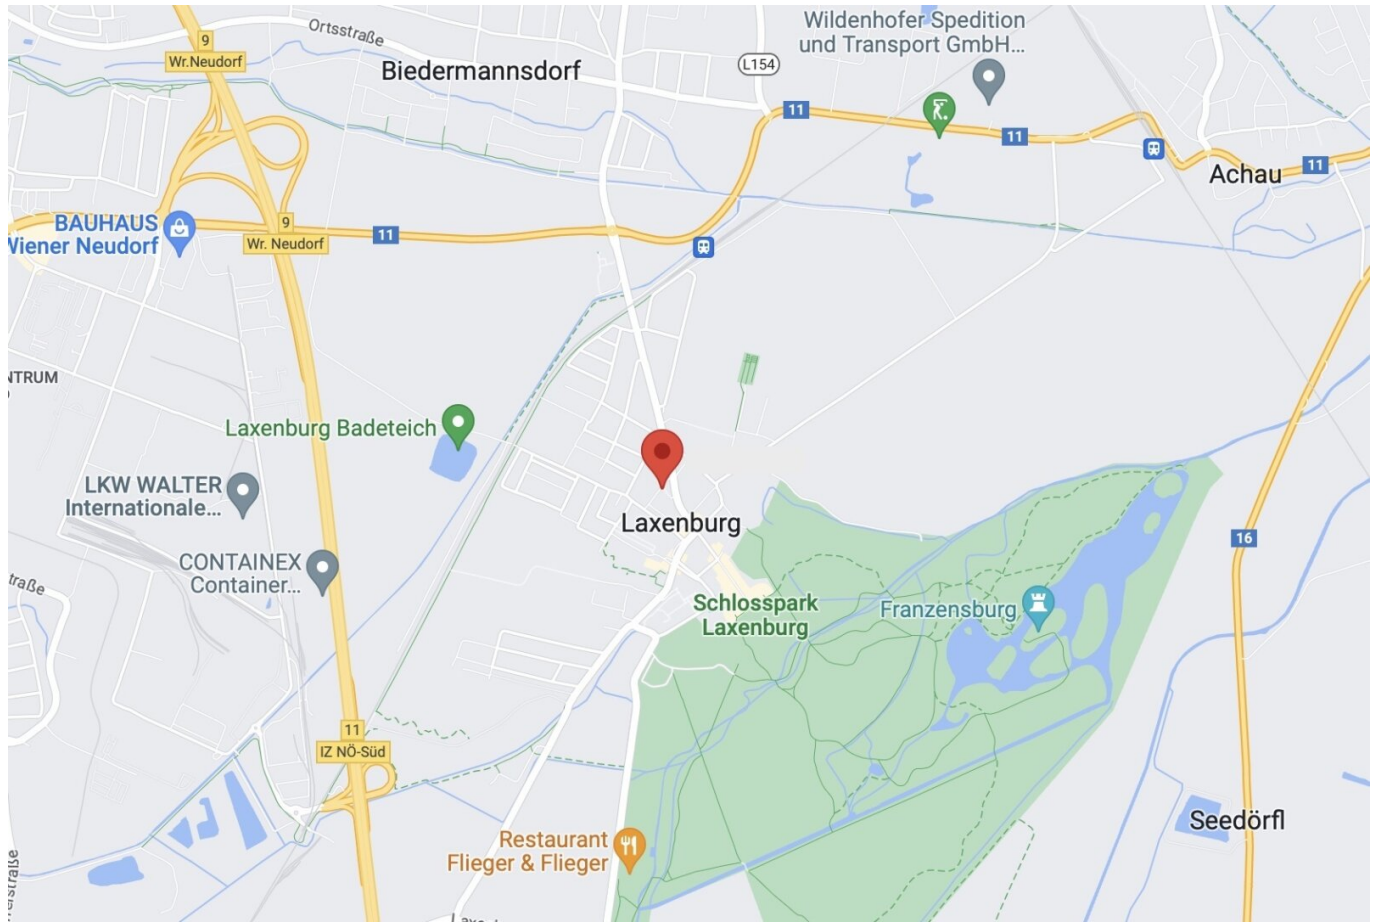 Wildenhofer Spedition
und Transport GmbH...
Ortsstraße
9
Wr.Neudorf
Biedermannsdorf
L154
11
11
11
Achau
BAUHAUS
Wiener Neudorf
9
Wr. Neudorf
11
NTRUM
Laxenburg Badeteich
LKW WALTER
Internationale...
Laxenburg
16
CONTAINEX
Container...
traße
Schlosspark
Laxenburg
Franzensburg
11
IZ NÖ-Süd
Seedörfl
Restaurant
Flieger & Flieger